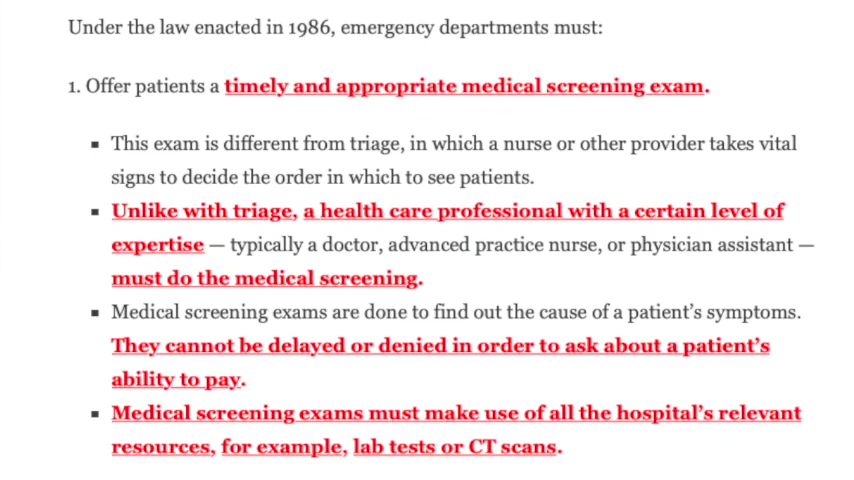 Under the law enacted in 1986, emergency departments must:
1. Offer patients a timely and appropriate medical screening exam.
▪ This exam is different from triage, in which a nurse or other provider takes vital
signs to decide the order in which to see patients.
▪ Unlike with triage, a health care professional with a certain level of
expertise — typically a doctor, advanced practice nurse, or physician assistant —
must do the medical screening.
▪ Medical screening exams are done to find out the cause of a patient’s symptoms.
They cannot be delayed or denied in order to ask about a patient’s
ability to pay.
▪ Medical screening exams must make use of all the hospital’s relevant
resources, for example, lab tests or CT scans.